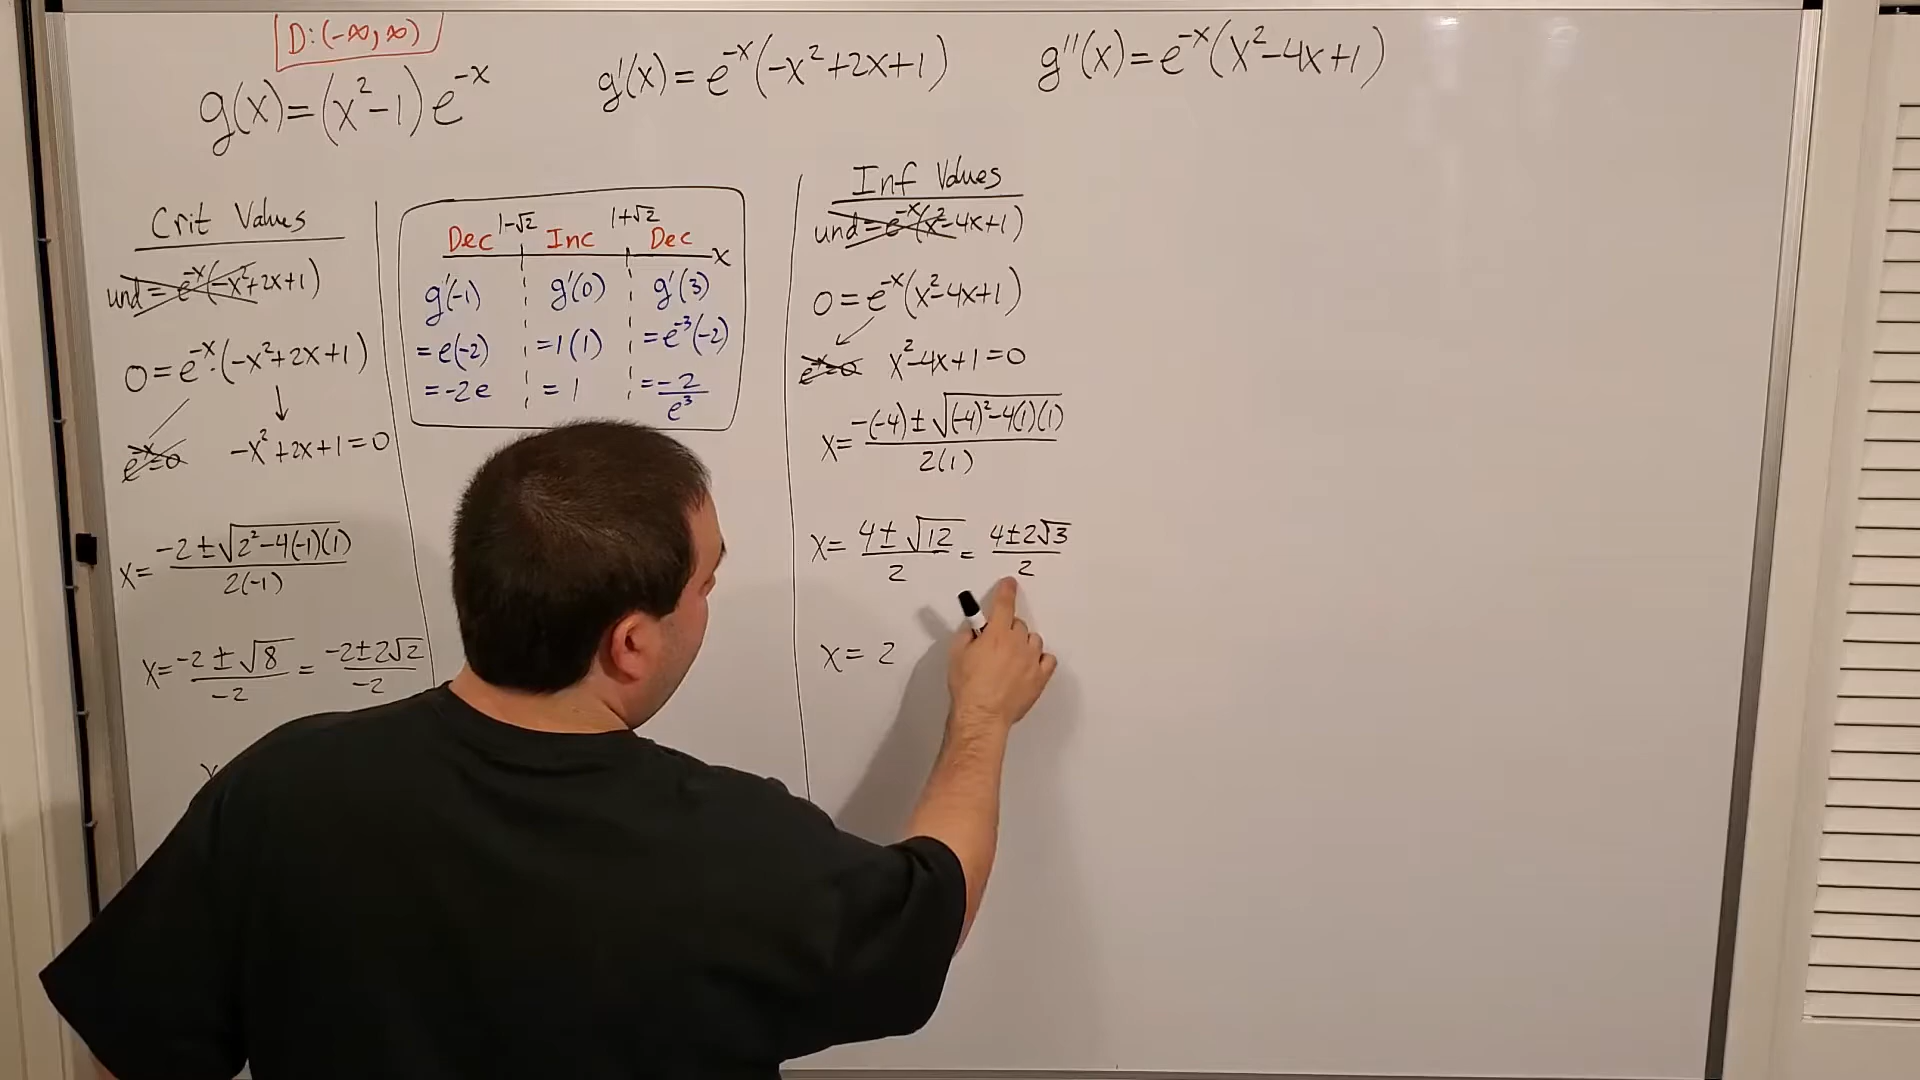 D: (-∞, ∞)
g(x) = (x²-1) e^{-x}
g'(x) = e^{-x}(-x²+2x+1)
g''(x) = e^{-x}(x²-4x+1)
Crit Values
und = e^{-x}(-x²+2x+1)
0 = e^{-x}·(-x²+2x+1)
e^{-x}=0  -x²+2x+1=0
x = (-2 ± √(2²-4(-1)(1))) / 2(-1)
x = (-2 ± √8) / -2 = (-2 ± 2√2) / -2
1-√2  1+√2
Dec Inc Dec x
g'(-1) g'(0) g'(3)
= e(-2) = 1(1) = e^{-3}(-2)
= -2e = 1 = -2/e³
Inf Values
und = e^{-x}(x²-4x+1)
0 = e^{-x}(x²-4x+1)
e^{-x}=0  x²-4x+1=0
x = (-(-4) ± √((-4)²-4(1)(1))) / 2(1)
x = (4 ± √12) / 2 = (4 ± 2√3) / 2
x = 2